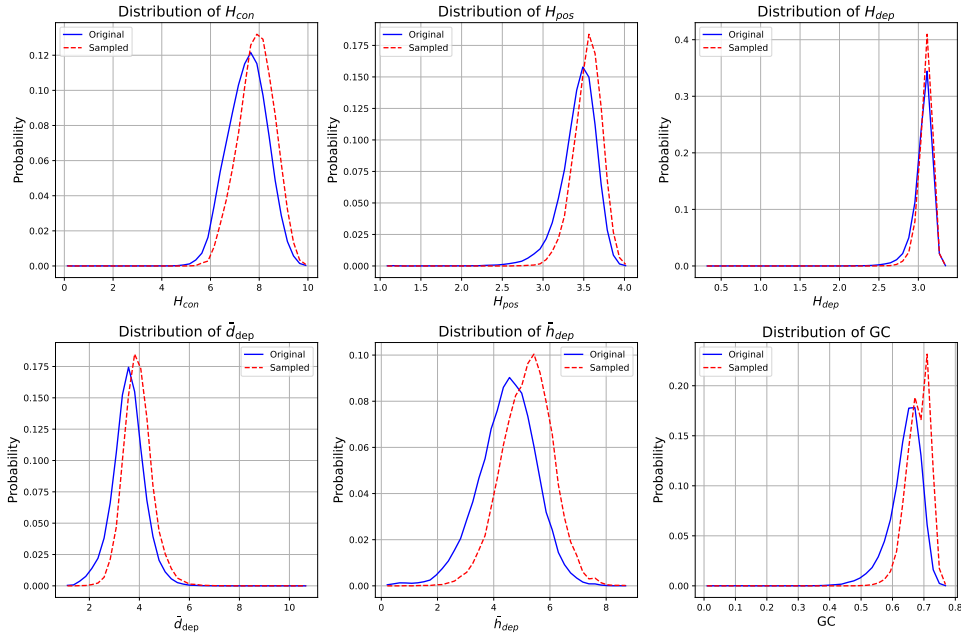 Distribution of H_con
Original
Sampled
Probability
0.12
0.10
0.08
0.06
0.04
0.02
0.00
0 2 4 6 8 10
H_con
Distribution of H_pos
Original
Sampled
Probability
0.175
0.150
0.125
0.100
0.075
0.050
0.025
0.000
1.0 1.5 2.0 2.5 3.0 3.5 4.0
H_pos
Distribution of H_dep
Original
Sampled
Probability
0.4
0.3
0.2
0.1
0.0
0.5 1.0 1.5 2.0 2.5 3.0
H_dep
Distribution of d̄_dep
Original
Sampled
Probability
0.175
0.150
0.125
0.100
0.075
0.050
0.025
0.000
2 4 6 8 10
d̄_dep
Distribution of h̄_dep
Original
Sampled
Probability
0.10
0.08
0.06
0.04
0.02
0.00
0 2 4 6 8
h̄_dep
Distribution of GC
Original
Sampled
Probability
0.20
0.15
0.10
0.05
0.00
0.0 0.1 0.2 0.3 0.4 0.5 0.6 0.7 0.8
GC